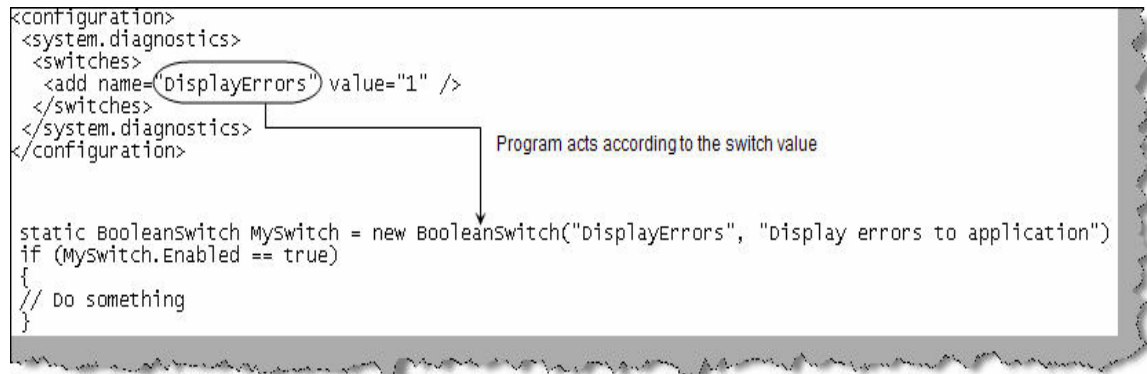 <configuration>
<system.diagnostics>
<switches>
<add name="DisplayErrors" value="1" />
</switches>
</system.diagnostics>
</configuration>
Program acts according to the switch value
static BooleanSwitch MySwitch = new BooleanSwitch("DisplayErrors", "Display errors to application")
if (MySwitch.Enabled == true)
{
// Do something
}